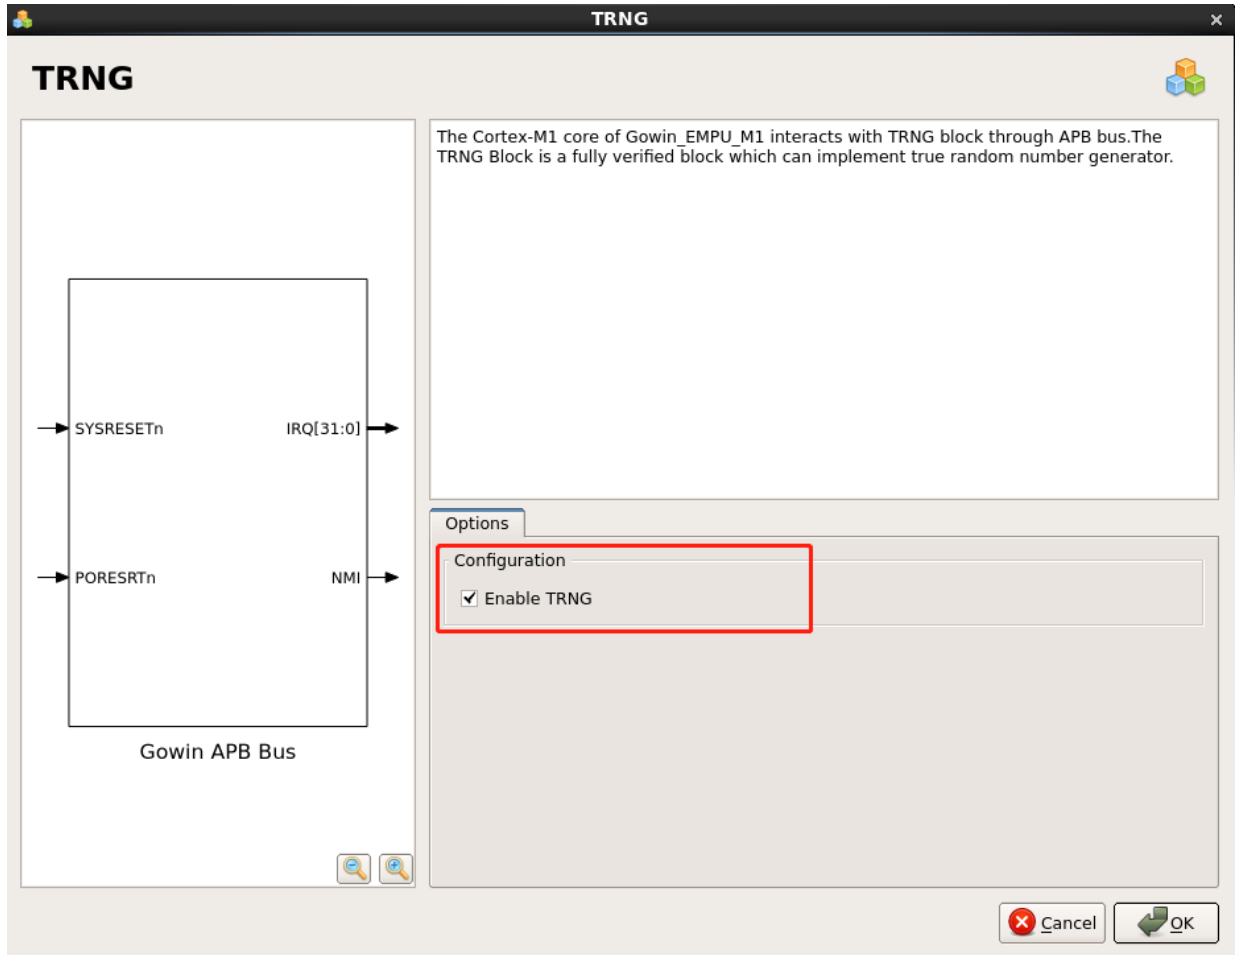 TRNG
TRNG
The Cortex-M1 core of Gowin_EMPU_M1 interacts with TRNG block through APB bus.The
TRNG Block is a fully verified block which can implement true random number generator.
SYSRESETn
IRQ[31:0]
PORESRTn
NMI
Gowin APB Bus
Options
Configuration
Enable TRNG
Cancel
OK